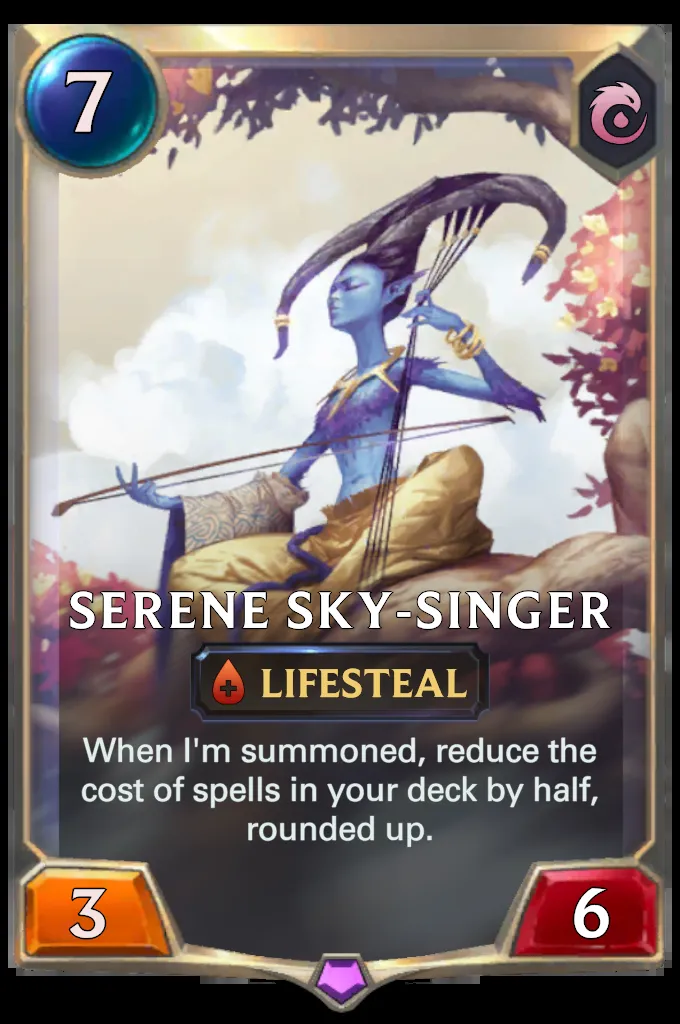 7
SERENE SKY-SINGER
LIFESTEAL
When I'm summoned, reduce the
cost of spells in your deck by half,
rounded up.
3
6